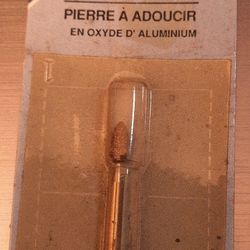 PIERRE À ADOUCIR
EN OXYDE D' ALUMINIUM